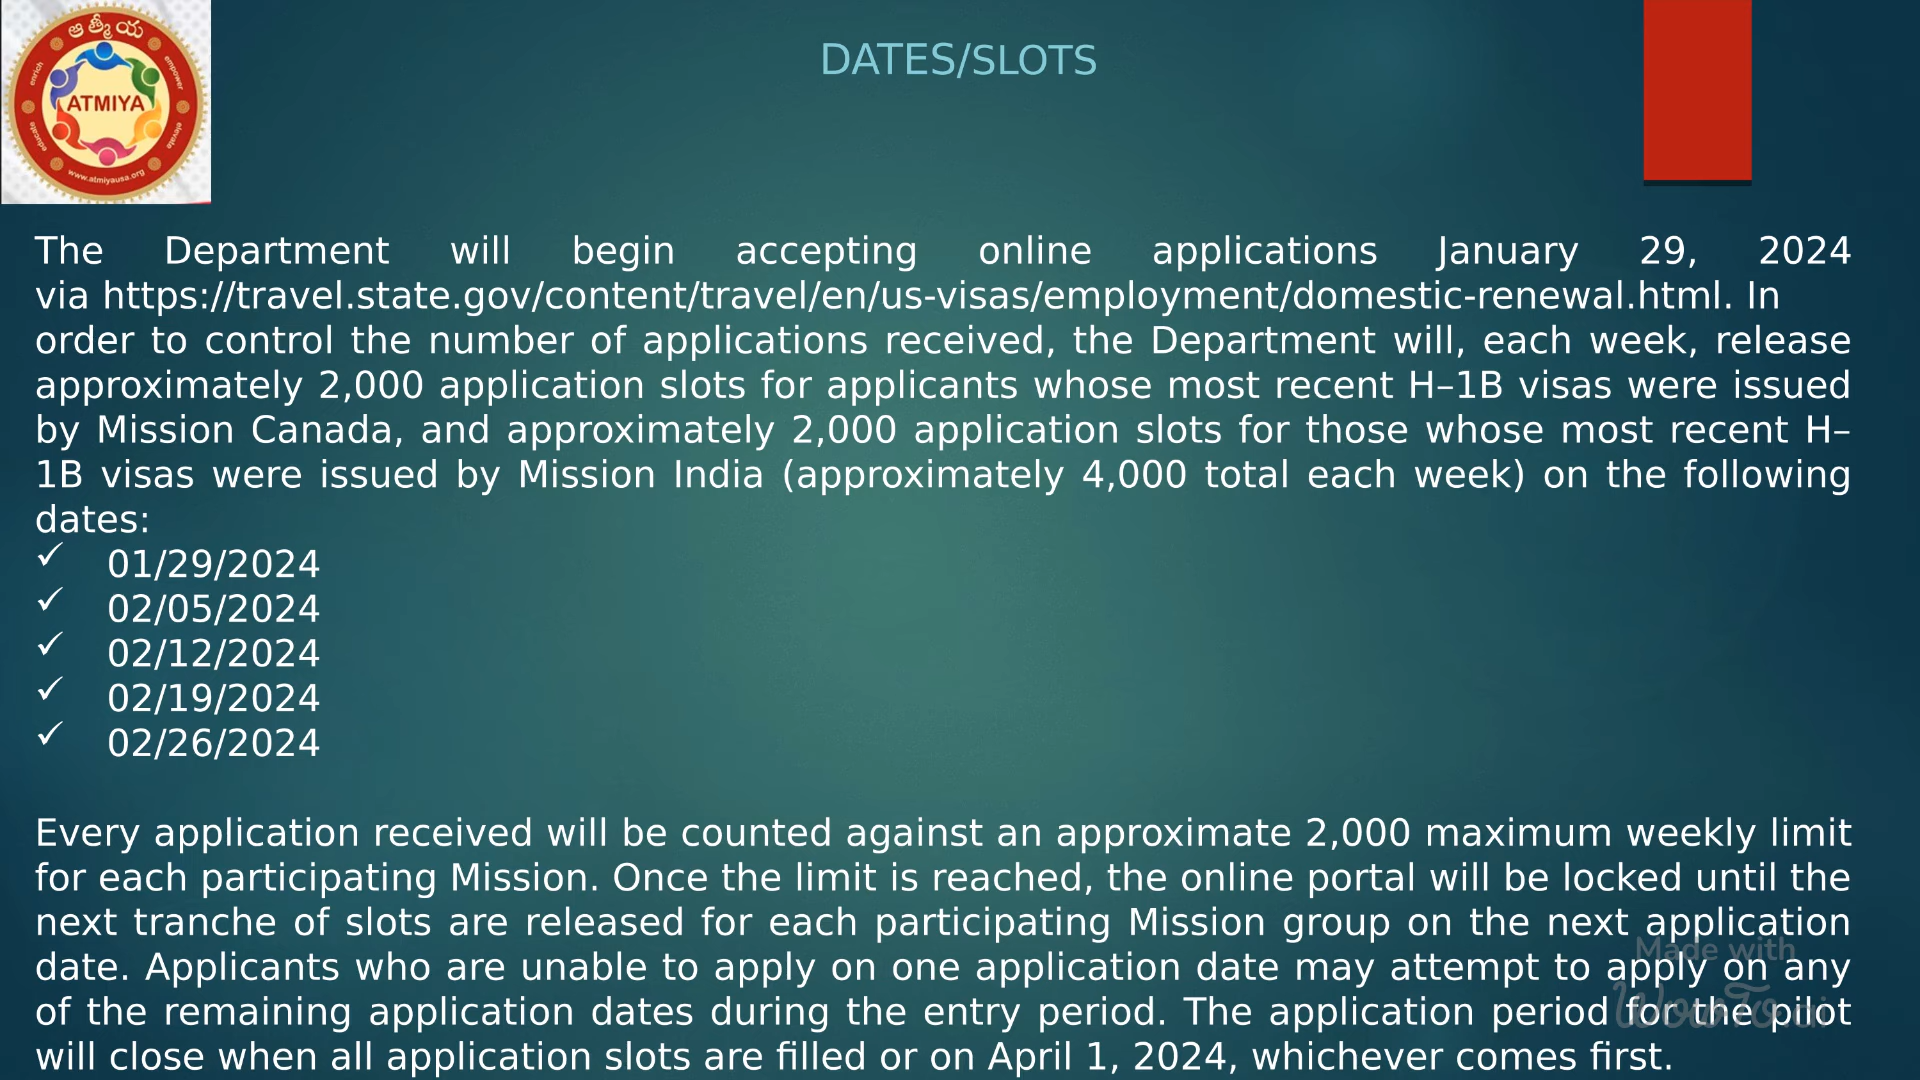 ఆత్మీయ
enrich
empower
ATMIYA
educate
elevate
www.atmiyausa.org
DATES/SLOTS
The Department will begin accepting online applications January 29, 2024
via https://travel.state.gov/content/travel/en/us-visas/employment/domestic-renewal.html. In
order to control the number of applications received, the Department will, each week, release
approximately 2,000 application slots for applicants whose most recent H–1B visas were issued
by Mission Canada, and approximately 2,000 application slots for those whose most recent H–
1B visas were issued by Mission India (approximately 4,000 total each week) on the following
dates:
✓ 01/29/2024
✓ 02/05/2024
✓ 02/12/2024
✓ 02/19/2024
✓ 02/26/2024
Every application received will be counted against an approximate 2,000 maximum weekly limit
for each participating Mission. Once the limit is reached, the online portal will be locked until the
next tranche of slots are released for each participating Mission group on the next application
date. Applicants who are unable to apply on one application date may attempt to apply on any
of the remaining application dates during the entry period. The application period for the pilot
will close when all application slots are filled or on April 1, 2024, whichever comes first.
Made with
WowTo.ai